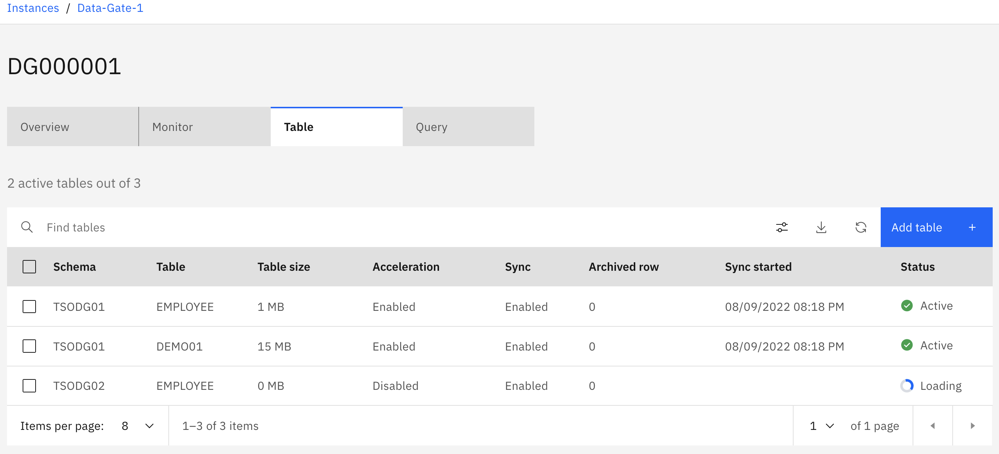 Instances / Data-Gate-1
DG000001
Overview Monitor Table Query
2 active tables out of 3
Find tables Add table +
Schema Table Table size Acceleration Sync Archived row Sync started Status
TSODG01 EMPLOYEE 1 MB Enabled Enabled 0 08/09/2022 08:18 PM Active
TSODG01 DEMO01 15 MB Enabled Enabled 0 08/09/2022 08:18 PM Active
TSODG02 EMPLOYEE 0 MB Disabled Enabled 0 Loading
Items per page: 8 1–3 of 3 items 1 of 1 page